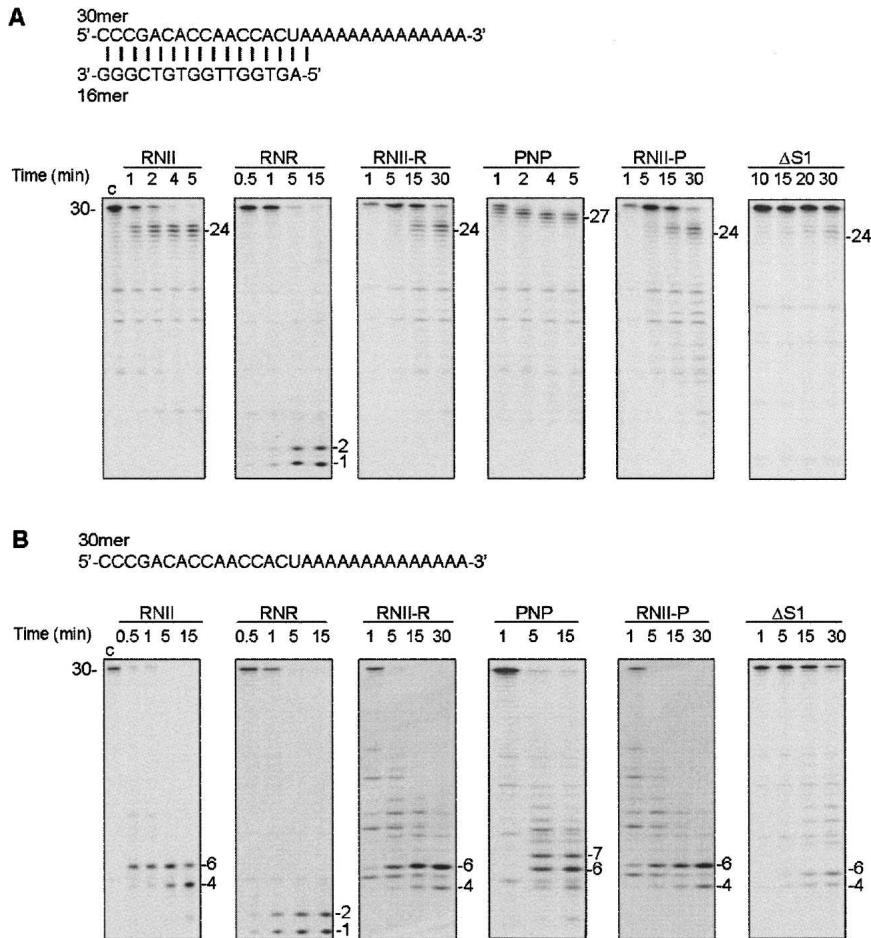 A
30mer
5'-CCCGACACCAACCACUAAAAAAAAAAAAAA-3'
3'-GGGCTGTGGTTGGTGA-5'
16mer
RNII RNR RNII-R PNP RNII-P ΔS1
Time (min) 1 2 4 5 0.5 1 5 15 1 5 15 30 1 2 4 5 1 5 15 30 10 15 20 30
c
30- -24 -24 -27 -24 -24
-2
-1
B
30mer
5'-CCCGACACCAACCACUAAAAAAAAAAAAAA-3'
RNII RNR RNII-R PNP RNII-P ΔS1
Time (min) 0.5 1 5 15 0.5 1 5 15 1 5 15 30 1 5 15 1 5 15 30 1 5 15 30
c
30-
-7
-6 -6 -6 -6 -6
-4 -4 -4 -4
-2
-1